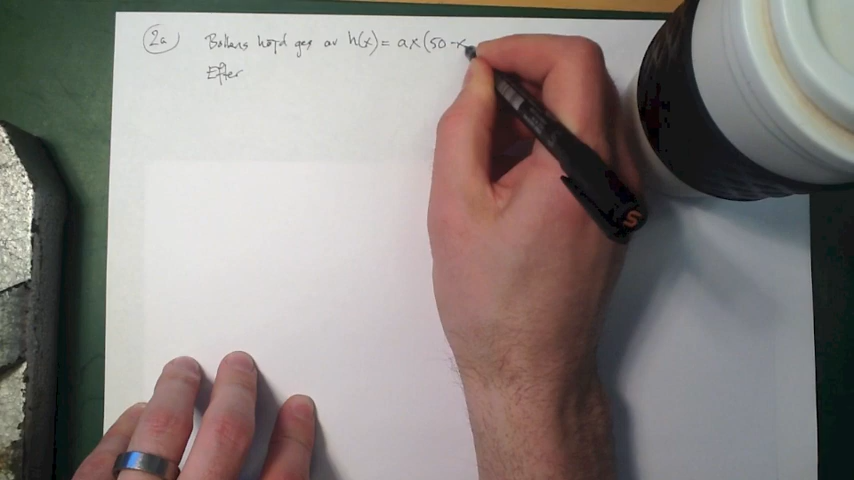 2a Bollens höjd ges av h(x) = ax(50-x
Efter